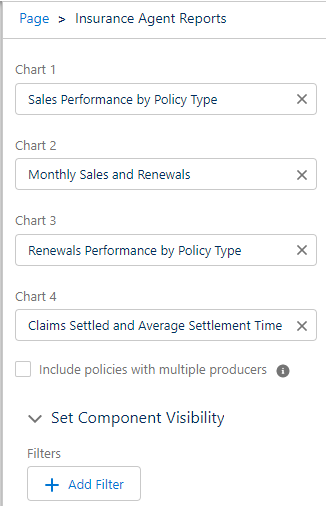 Page > Insurance Agent Reports
Chart 1
Sales Performance by Policy Type
Chart 2
Monthly Sales and Renewals
Chart 3
Renewals Performance by Policy Type
Chart 4
Claims Settled and Average Settlement Time
Include policies with multiple producers
Set Component Visibility
Filters
+ Add Filter